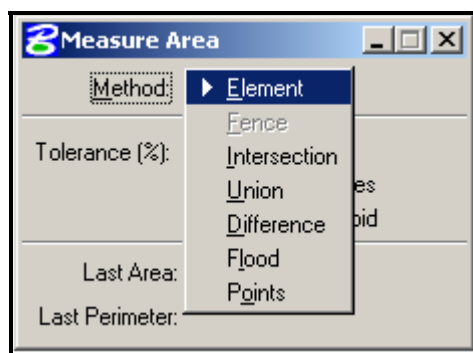 Measure Area
Method:
Element
Fence
Tolerance (%):
Intersection
Union
es
Difference
oid
Flood
Last Area:
Points
Last Perimeter: